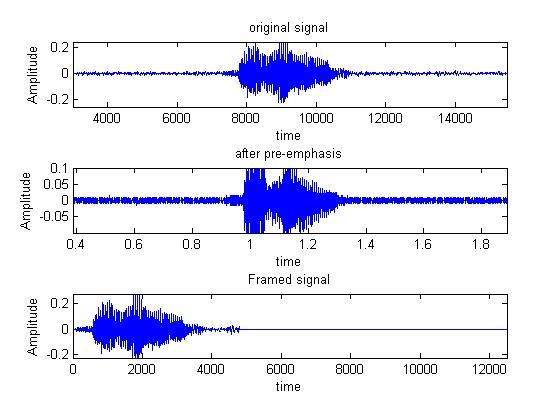 original signal
0.2
0
-0.2
Amplitude
4000 6000 8000 10000 12000 14000
time
after pre-emphasis
0.1
0.05
0
-0.05
Amplitude
0.4 0.6 0.8 1 1.2 1.4 1.6 1.8
time
Framed signal
0.2
0
-0.2
Amplitude
0 2000 4000 6000 8000 10000 12000
time